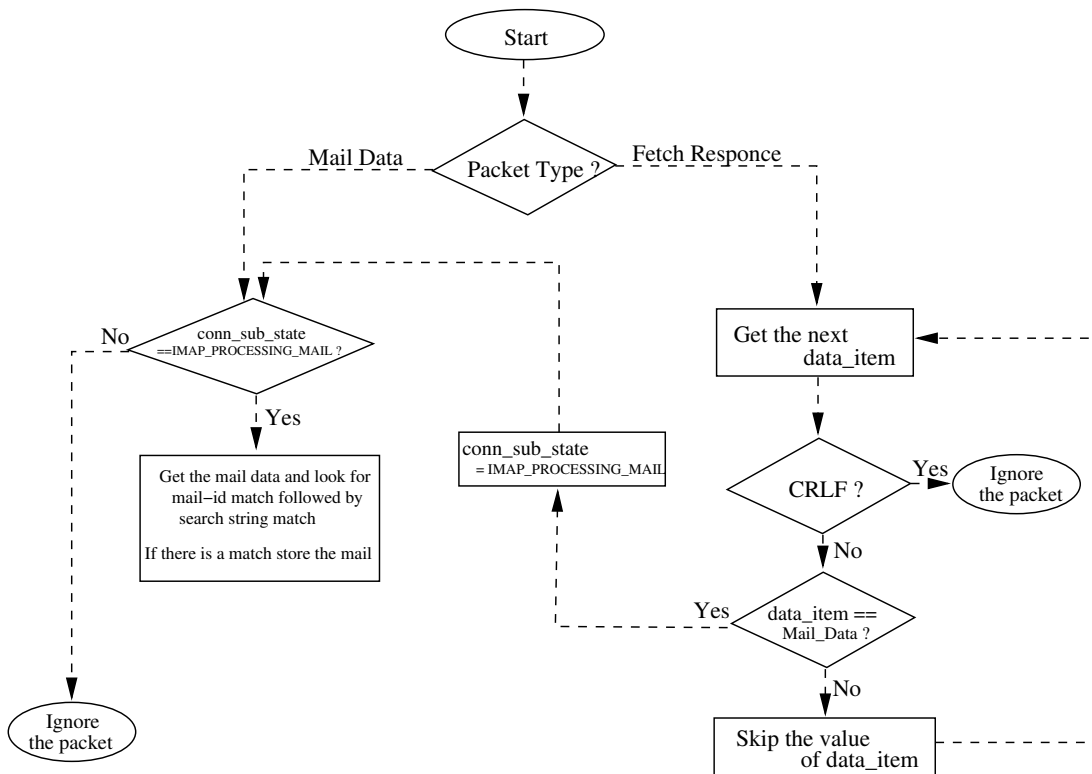 Start
Packet Type ?
Mail Data
Fetch Responce
conn_sub_state
==IMAP_PROCESSING_MAIL ?
No
Yes
Get the mail data and look for
mail−id match followed by
search string match
If there is a match store the mail
Ignore
the packet
conn_sub_state
= IMAP_PROCESSING_MAIL
Get the next
data_item
CRLF ?
Yes
Ignore
the packet
No
data_item ==
Mail_Data ?
Yes
No
Skip the value
of data_item